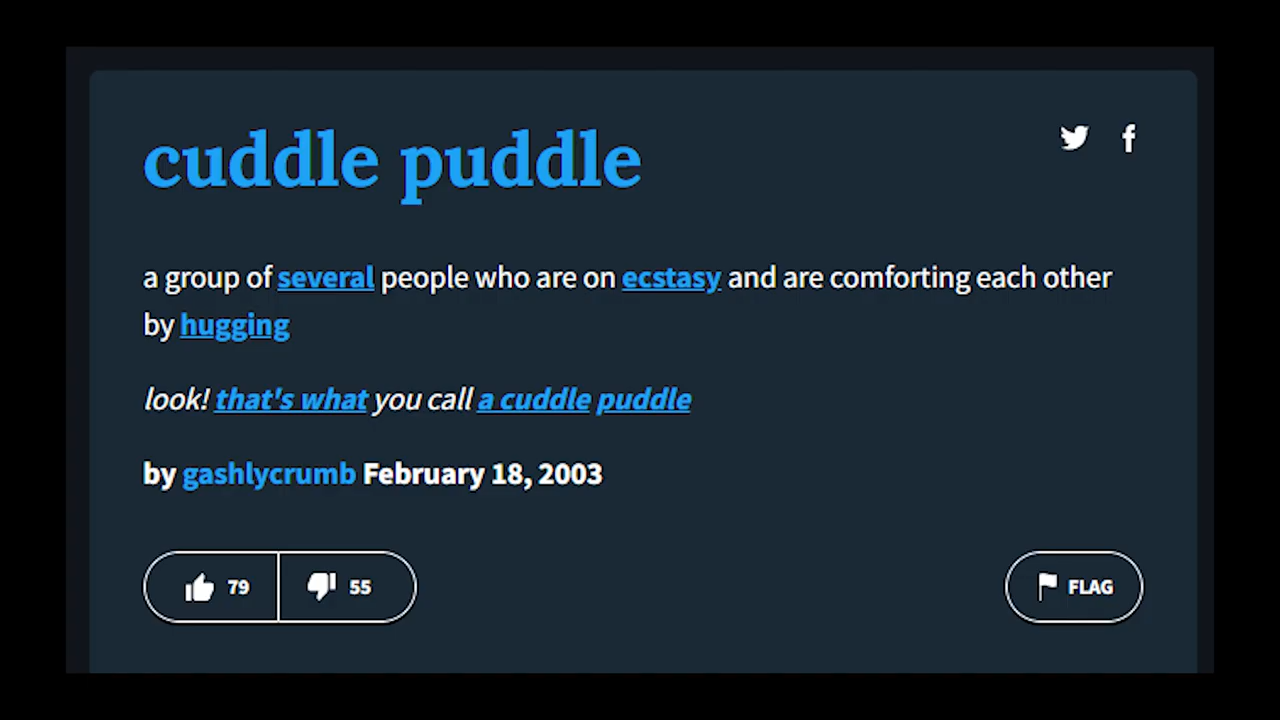 cuddle puddle
a group of several people who are on ecstasy and are comforting each other
by hugging
look! that's what you call a cuddle puddle
by gashlycrumb February 18, 2003
79 55 FLAG